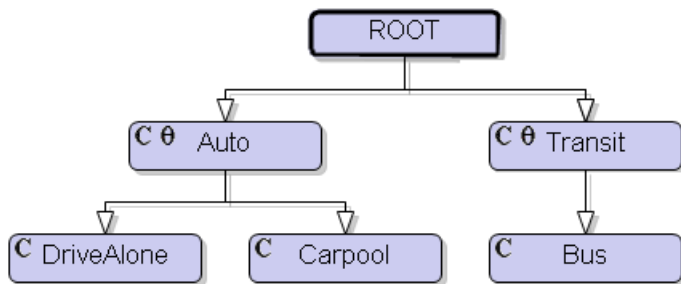 ROOT
C θ Auto
C θ Transit
C DriveAlone
C Carpool
C Bus